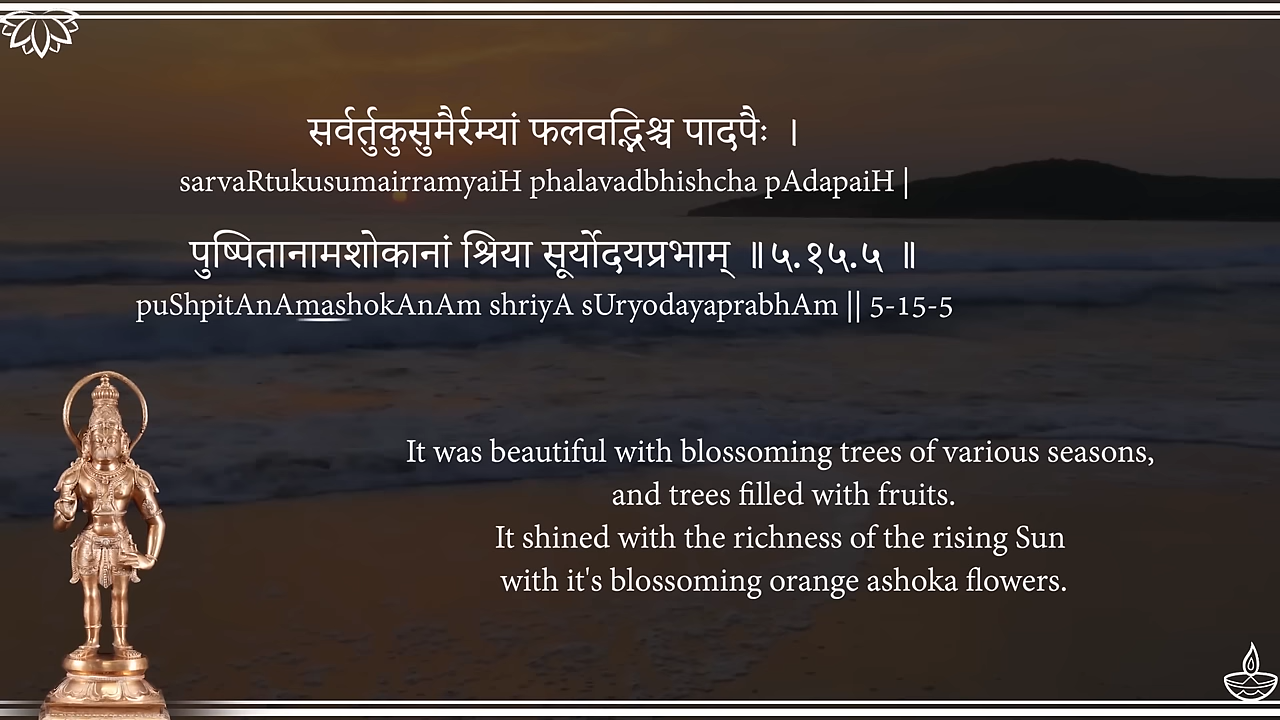 सर्वर्तुकुसुमैर्रम्यां फलवद्भिश्च पादपैः ।
sarvaRtukusumairramyaiH phalavadbhishcha pAdapaiH |
पुष्पितानामशोकानां श्रिया सूर्योदयप्रभाम् ॥५.१५.५ ॥
puShpitAnAmashokAnAm shriyA sUryodayaprabhAm || 5-15-5
It was beautiful with blossoming trees of various seasons,
and trees filled with fruits.
It shined with the richness of the rising Sun
with it's blossoming orange ashoka flowers.